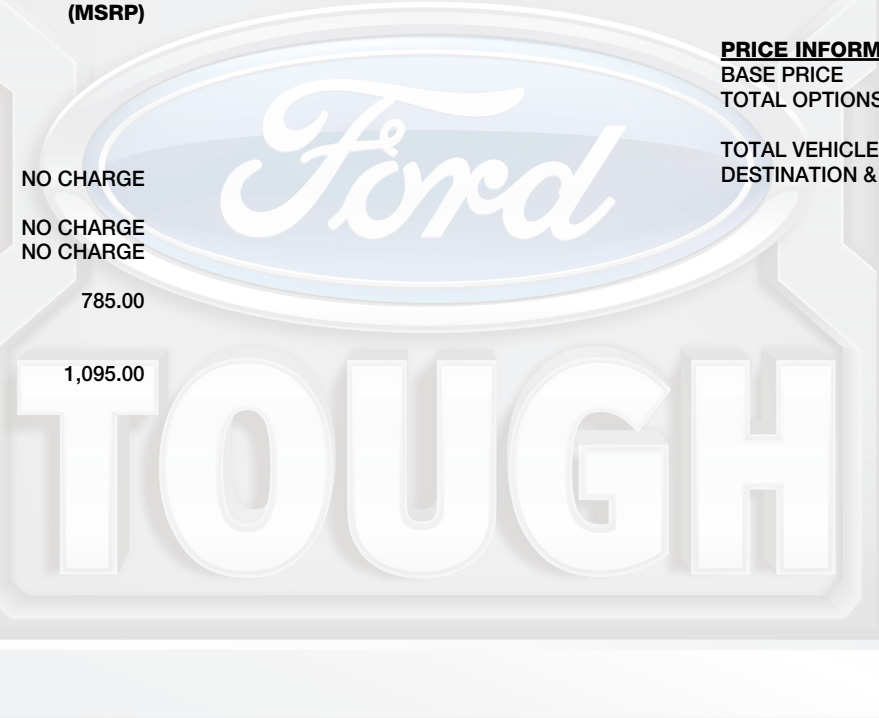 (MSRP)
PRICE INFORM
BASE PRICE
TOTAL OPTIONS
TOTAL VEHICLE
DESTINATION &
NO CHARGE
NO CHARGE
NO CHARGE
785.00
1,095.00
Ford
TOUGH